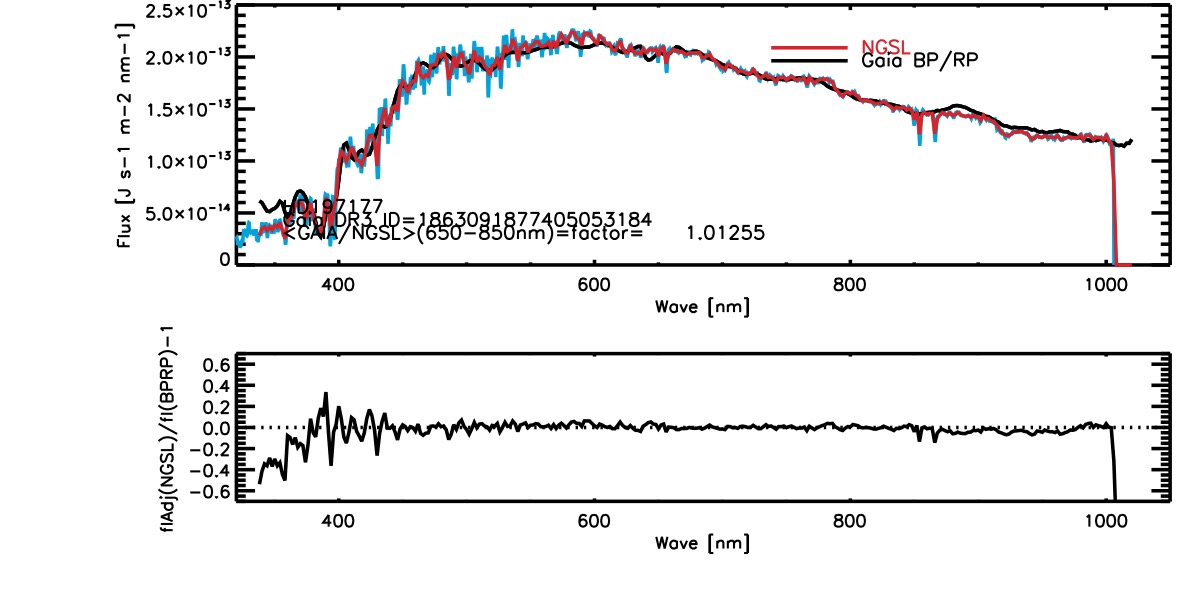 2.5×10−13
2.0×10−13
1.5×10−13
1.0×10−13
5.0×10−14
0
Flux [J s−1 m−2 nm−1]
NGSL
Gaia BP/RP
HD197177
Gaia DR3 ID=1863091877405053184
<GAIA/NGSL>(650−850nm)=factor= 1.01255
400 600 800 1000
Wave [nm]
flAdj(NGSL)/fl(BPRP)−1
0.6
0.4
0.2
0.0
−0.2
−0.4
−0.6
400 600 800 1000
Wave [nm]